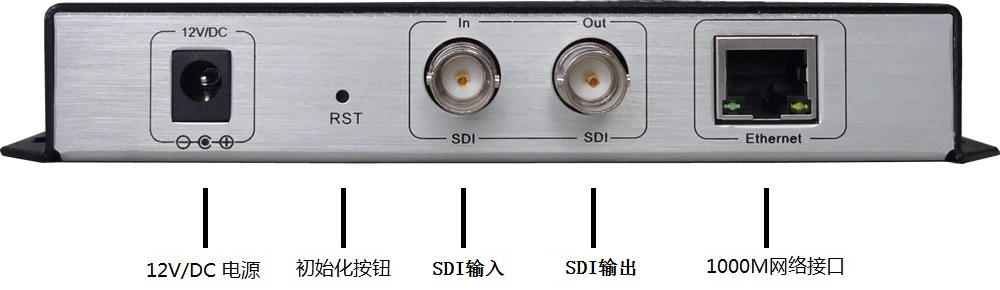 12V/DC
RST
In
SDI
Out
SDI
Ethernet
12V/DC 电源
初始化按钮
SDI输入
SDI输出
1000M网络接口